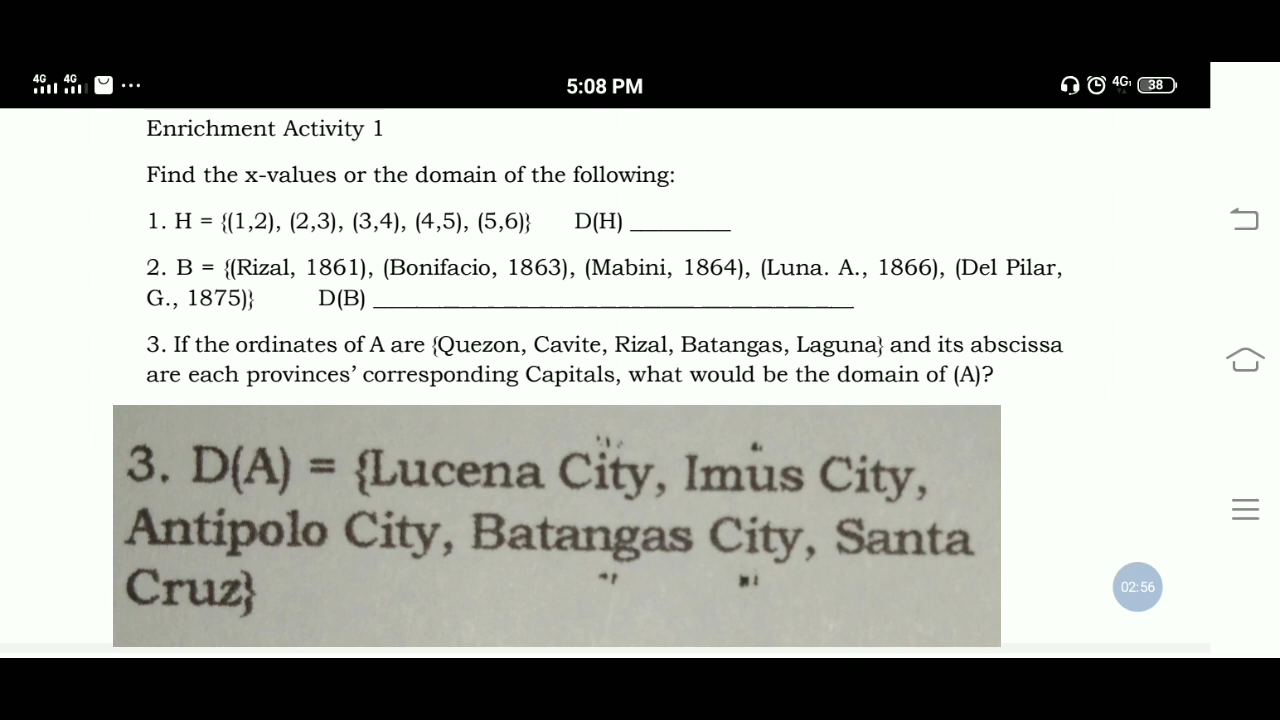 4G 4G ... 5:08 PM 4G 38
Enrichment Activity 1
Find the x-values or the domain of the following:
1. H = {(1,2), (2,3), (3,4), (4,5), (5,6)} D(H) ________
2. B = {(Rizal, 1861), (Bonifacio, 1863), (Mabini, 1864), (Luna. A., 1866), (Del Pilar,
G., 1875)} D(B) ________________________________________
3. If the ordinates of A are {Quezon, Cavite, Rizal, Batangas, Laguna} and its abscissa
are each provinces’ corresponding Capitals, what would be the domain of (A)?
3. D(A) = {Lucena City, Imus City,
Antipolo City, Batangas City, Santa
Cruz}
02:56